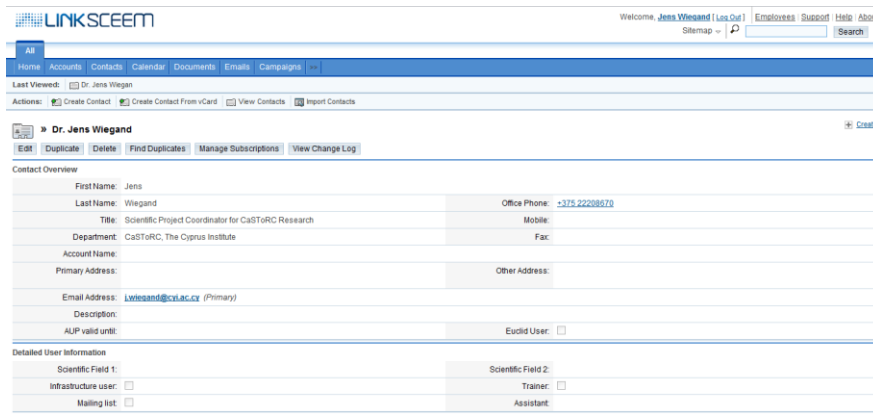 LINKSCEEM
Welcome, Jens Wiegand [ Log Out ] Employees Support Help Abou
Sitemap
Search
All
Home Accounts Contacts Calendar Documents Emails Campaigns >>
Last Viewed: Dr. Jens Wiegan
Actions: Create Contact Create Contact From vCard View Contacts Import Contacts
» Dr. Jens Wiegand
Creat
Edit Duplicate Delete Find Duplicates Manage Subscriptions View Change Log
Contact Overview
First Name: Jens
Last Name: Wiegand Office Phone: +375 22208670
Title: Scientific Project Coordinator for CaSToRC Research Mobile:
Department: CaSToRC, The Cyprus Institute Fax:
Account Name:
Primary Address: Other Address:
Email Address: j.wiegand@cyi.ac.cy (Primary)
Description:
AUP valid until: Euclid User:
Detailed User Information
Scientific Field 1: Scientific Field 2:
Infrastructure user: Trainer:
Mailing list: Assistant: